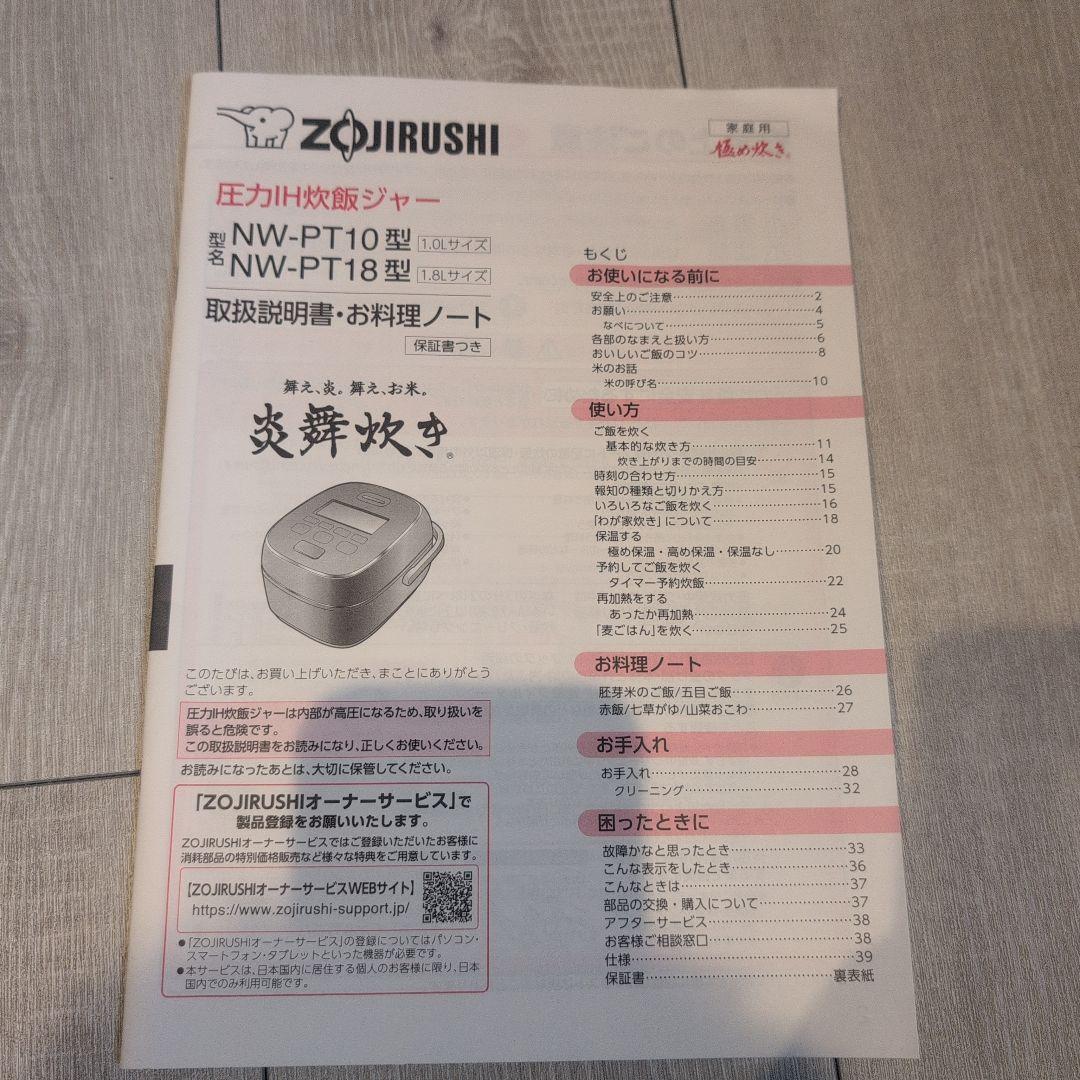 ZOJIRUSHI
家庭用
極め炊き®
圧力IH炊飯ジャー
型名 NW-PT10型 1.0Lサイズ
NW-PT18型 1.8Lサイズ
取扱説明書・お料理ノート
保証書つき
舞え、炎。舞え、お米。
炎舞炊き®
このたびは、お買い上げいただき、まことにありがとう
ございます。
圧力IH炊飯ジャーは内部が高圧になるため、取り扱いを
誤ると危険です。
この取扱説明書をお読みになり、正しくお使いください。
お読みになったあとは、大切に保管してください。
「ZOJIRUSHIオーナーサービス」で
製品登録をお願いいたします。
ZOJIRUSHIオーナーサービスではご登録いただいたお客様に
消耗部品の特別価格販売など様々な特典をご用意しています。
【ZOJIRUSHIオーナーサービスWEBサイト】
https://www.zojirushi-support.jp/
●「ZOJIRUSHIオーナーサービス」の登録についてはパソコン・
スマートフォン・タブレットといった機器が必要です。
●本サービスは、日本国内に居住する個人のお客様に限り、日本
国内でのみ利用可能です。
もくじ
お使いになる前に
安全上のご注意…2
お願い…4
なべについて…5
各部のなまえと扱い方…6
おいしいご飯のコツ…8
米のお話
米の呼び名…10
使い方
ご飯を炊く
基本的な炊き方…11
炊き上がりまでの時間の目安…14
時刻の合わせ方…15
報知の種類と切りかえ方…15
いろいろなご飯を炊く…16
「わが家炊き」について…18
保温する
極め保温・高め保温・保温なし…20
予約してご飯を炊く
タイマー予約炊飯…22
再加熱をする
あったか再加熱…24
「麦ごはん」を炊く…25
お料理ノート
胚芽米のご飯/五目ご飯…26
赤飯/七草がゆ/山菜おこわ…27
お手入れ
お手入れ…28
クリーニング…32
困ったときに
故障かなと思ったとき…33
こんな表示をしたとき…36
こんなときは…37
部品の交換・購入について…37
アフターサービス…38
お客様ご相談窓口…38
仕様…39
保証書…裏表紙